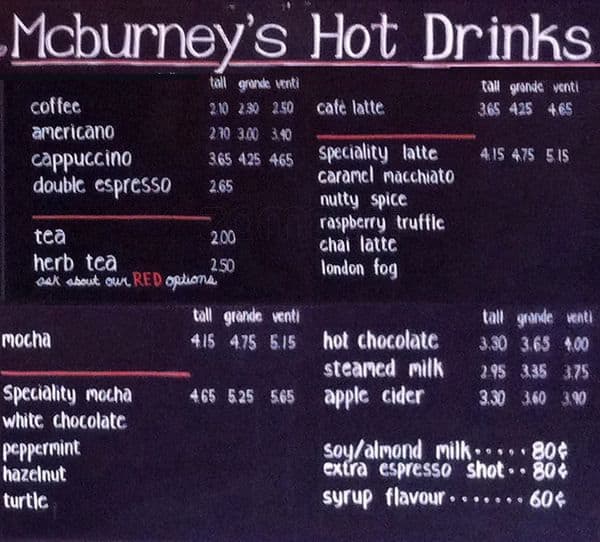 Mcburney's Hot Drinks
tall grande venti
coffee 2.10 2.30 2.50
americano 2.70 3.00 3.40
cappuccino 3.65 4.25 4.65
double espresso 2.65
tea 2.00
herb tea 2.50
ask about our RED options
tall grande venti
café latte 3.65 4.25 4.65
speciality latte 4.15 4.75 5.15
caramel macchiato
nutty spice
raspberry truffle
chai latte
london fog
tall grande venti
mocha 4.15 4.75 5.15
Speciality mocha 4.65 5.25 5.65
white chocolate
peppermint
hazelnut
turtle
tall grande venti
hot chocolate 3.30 3.65 4.00
steamed milk 2.95 3.35 3.75
apple cider 3.30 3.60 3.90
soy/almond milk ..... 80¢
extra espresso shot .. 80¢
syrup flavour ....... 60¢